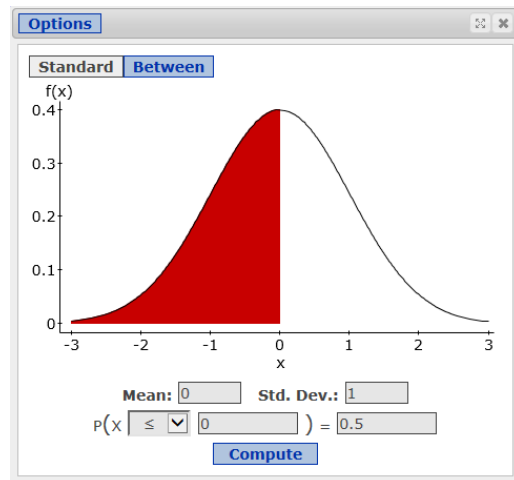 Options
Standard Between
f(x)
0.4
0.3
0.2
0.1
0
-3 -2 -1 0 1 2 3
x
Mean: 0 Std. Dev.: 1
P(X ≤ 0 ) = 0.5
Compute